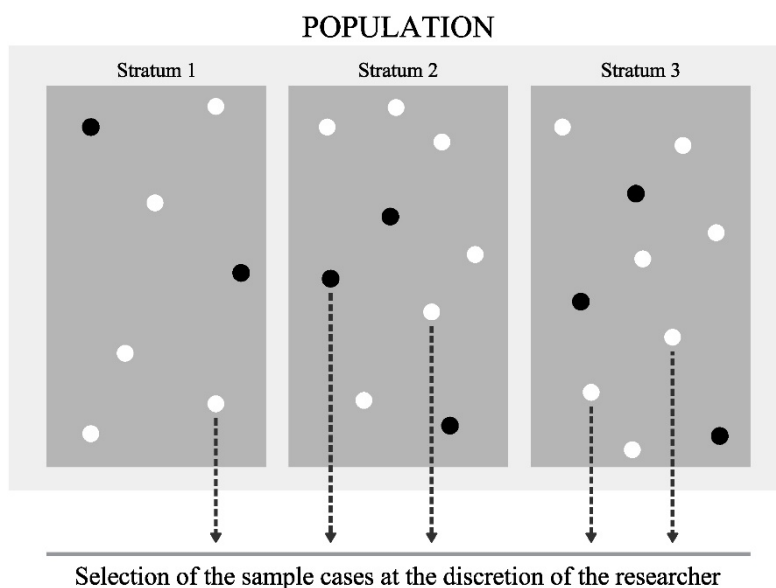 POPULATION
Stratum 1 Stratum 2 Stratum 3
Selection of the sample cases at the discretion of the researcher